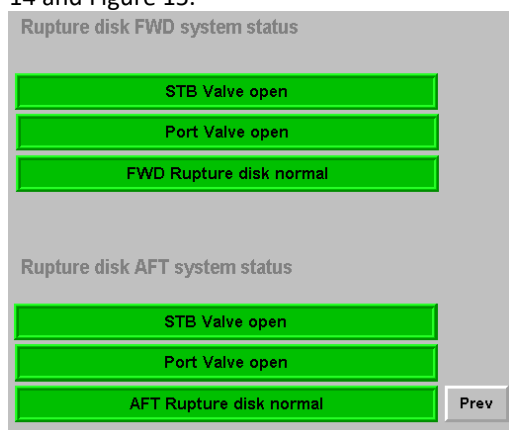 14 and Figure 15.
Rupture disk FWD system status
STB Valve open
Port Valve open
FWD Rupture disk normal
Rupture disk AFT system status
STB Valve open
Port Valve open
AFT Rupture disk normal
Prev